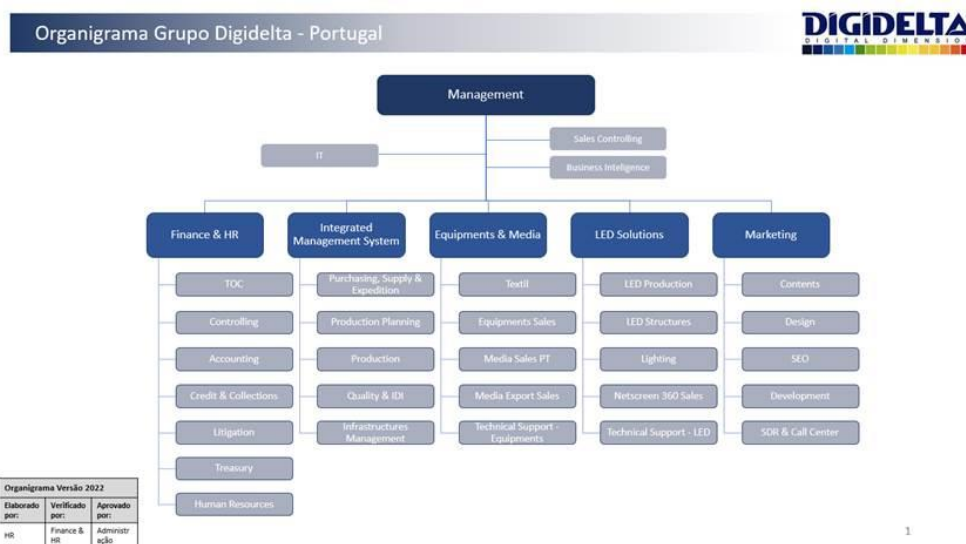 Organigrama Grupo Digidelta - Portugal
DIGIDELTA
DIGITAL DIMENSIO
Management
Sales Controlling
IT
Business Inteligence
Finance & HR
Integrated
Management System
Equipments & Media
LED Solutions
Marketing
TOC
Controlling
Accounting
Credit & Collections
Litigation
Treasury
Human Resources
Purchasing, Supply &
Expedition
Production Planning
Production
Quality & IDI
Infrastructures
Management
Textil
Equipments Sales
Media Sales PT
Media Export Sales
Technical Support -
Equipments
LED Production
LED Structures
Lighting
Netscreen 360 Sales
Technical Support - LED
Contents
Design
SEO
Development
SDR & Call Center
Organigrama Versão 2022
Elaborado
por:
Verificado
por:
Aprovado
por:
HR
Finance &
HR
Administr
ação
1